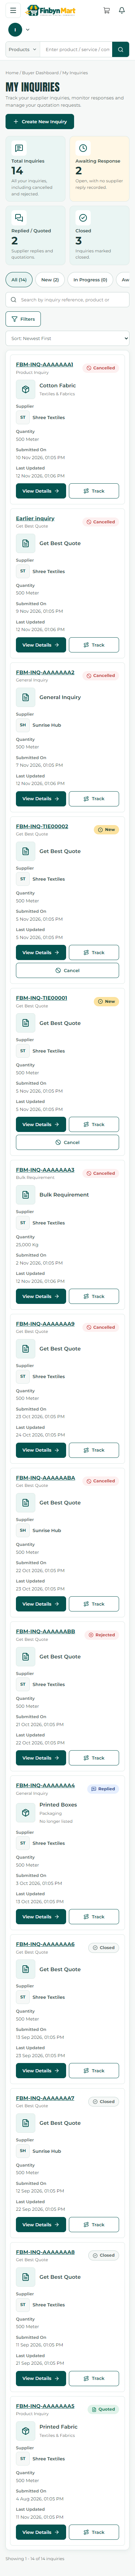 FinbynMart
1
Products
Enter product / service / com
Home / Buyer Dashboard / My Inquiries
MY INQUIRIES
Track your supplier inquiries, monitor responses and manage your quotation requests.
Create New Inquiry
Total Inquiries
14
All your inquiries, including cancelled and rejected.
Awaiting Response
2
Open, with no supplier reply recorded.
Replied / Quoted
2
Supplier replies and quotations.
Closed
3
Inquiries marked closed.
All (14)
New (2)
In Progress (0)
Aw
Search by inquiry reference, product or
Filters
Sort: Newest First
FBM-INQ-AAAAAAA1
Cancelled
Product Inquiry
Cotton Fabric
Textiles & Fabrics
Supplier
ST
Shree Textiles
Quantity
500 Meter
Submitted On
10 Nov 2026, 01:05 PM
Last Updated
12 Nov 2026, 01:06 PM
View Details
Track
Earlier inquiry
Cancelled
Get Best Quote
Get Best Quote
Supplier
ST
Shree Textiles
Quantity
500 Meter
Submitted On
9 Nov 2026, 01:05 PM
Last Updated
12 Nov 2026, 01:06 PM
View Details
Track
FBM-INQ-AAAAAAA2
Cancelled
General Inquiry
General Inquiry
Supplier
SH
Sunrise Hub
Quantity
500 Meter
Submitted On
7 Nov 2026, 01:05 PM
Last Updated
12 Nov 2026, 01:06 PM
View Details
Track
FBM-INQ-TIE00002
New
Get Best Quote
Get Best Quote
Supplier
ST
Shree Textiles
Quantity
500 Meter
Submitted On
5 Nov 2026, 01:05 PM
Last Updated
5 Nov 2026, 01:05 PM
View Details
Track
Cancel
FBM-INQ-TIE00001
New
Get Best Quote
Get Best Quote
Supplier
ST
Shree Textiles
Quantity
500 Meter
Submitted On
5 Nov 2026, 01:05 PM
Last Updated
5 Nov 2026, 01:05 PM
View Details
Track
Cancel
FBM-INQ-AAAAAAA3
Cancelled
Bulk Requirement
Bulk Requirement
Supplier
ST
Shree Textiles
Quantity
25,000 Kg
Submitted On
2 Nov 2026, 01:05 PM
Last Updated
12 Nov 2026, 01:06 PM
View Details
Track
FBM-INQ-AAAAAAA9
Cancelled
Get Best Quote
Get Best Quote
Supplier
ST
Shree Textiles
Quantity
500 Meter
Submitted On
23 Oct 2026, 01:05 PM
Last Updated
24 Oct 2026, 01:05 PM
View Details
Track
FBM-INQ-AAAAAABA
Cancelled
Get Best Quote
Get Best Quote
Supplier
SH
Sunrise Hub
Quantity
500 Meter
Submitted On
22 Oct 2026, 01:05 PM
Last Updated
23 Oct 2026, 01:05 PM
View Details
Track
FBM-INQ-AAAAAABB
Rejected
Get Best Quote
Get Best Quote
Supplier
ST
Shree Textiles
Quantity
500 Meter
Submitted On
21 Oct 2026, 01:05 PM
Last Updated
22 Oct 2026, 01:05 PM
View Details
Track
FBM-INQ-AAAAAAA4
Replied
General Inquiry
Printed Boxes
Packaging
No longer listed
Supplier
ST
Shree Textiles
Quantity
500 Meter
Submitted On
3 Oct 2026, 01:05 PM
Last Updated
13 Oct 2026, 01:05 PM
View Details
Track
FBM-INQ-AAAAAAA6
Closed
Get Best Quote
Get Best Quote
Supplier
ST
Shree Textiles
Quantity
500 Meter
Submitted On
13 Sep 2026, 01:05 PM
Last Updated
23 Sep 2026, 01:05 PM
View Details
Track
FBM-INQ-AAAAAAA7
Closed
Get Best Quote
Get Best Quote
Supplier
SH
Sunrise Hub
Quantity
500 Meter
Submitted On
12 Sep 2026, 01:05 PM
Last Updated
22 Sep 2026, 01:05 PM
View Details
Track
FBM-INQ-AAAAAAA8
Closed
Get Best Quote
Get Best Quote
Supplier
ST
Shree Textiles
Quantity
500 Meter
Submitted On
11 Sep 2026, 01:05 PM
Last Updated
21 Sep 2026, 01:05 PM
View Details
Track
FBM-INQ-AAAAAAA5
Quoted
Product Inquiry
Printed Fabric
Textiles & Fabrics
Supplier
ST
Shree Textiles
Quantity
500 Meter
Submitted On
4 Aug 2026, 01:05 PM
Last Updated
11 Nov 2026, 01:05 PM
View Details
Track
Showing 1 - 14 of 14 inquiries